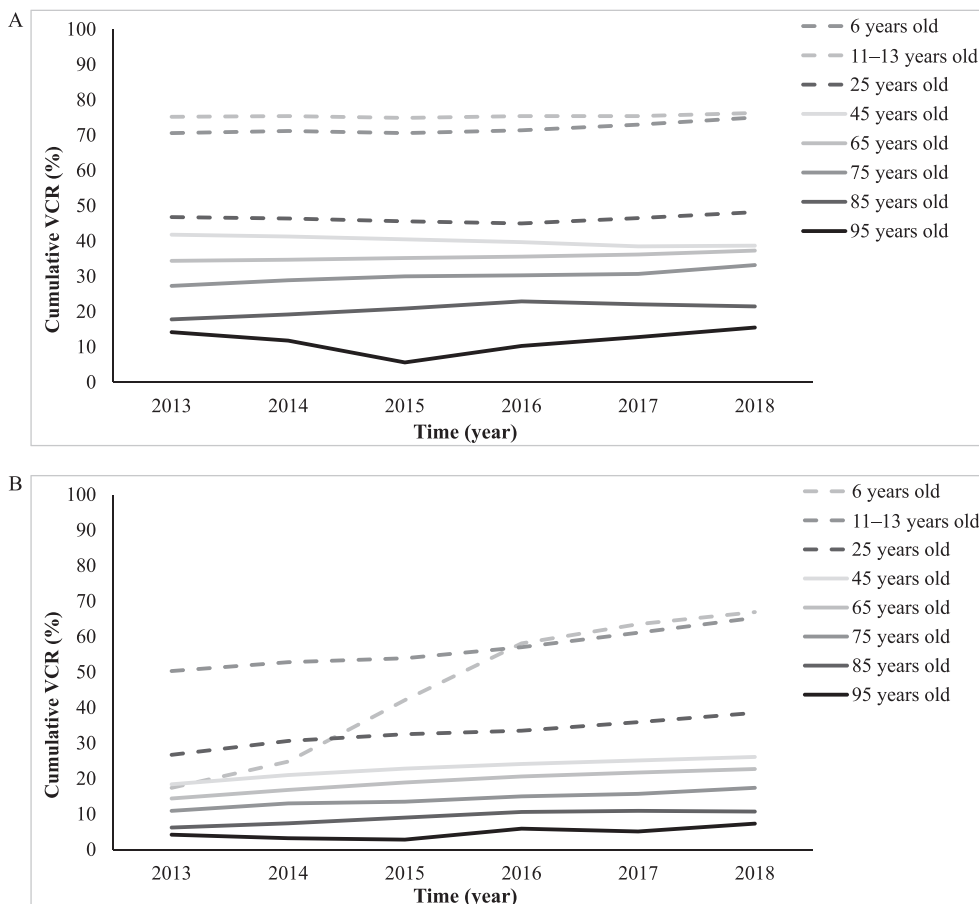 A
Cumulative VCR (%)
100
90
80
70
60
50
40
30
20
10
0
2013 2014 2015 2016 2017 2018
Time (year)
6 years old
11–13 years old
25 years old
45 years old
65 years old
75 years old
85 years old
95 years old
B
Cumulative VCR (%)
100
90
80
70
60
50
40
30
20
10
0
2013 2014 2015 2016 2017 2018
Time (year)
6 years old
11–13 years old
25 years old
45 years old
65 years old
75 years old
85 years old
95 years old